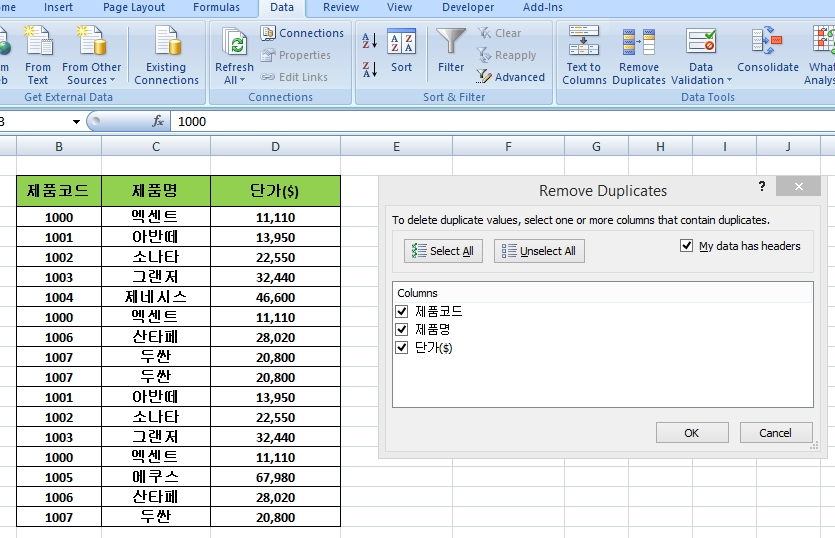 me Insert Page Layout Formulas Data Review View Developer Add-Ins
From Text
From Other Sources
Existing Connections
Refresh All
Connections
Properties
Edit Links
Sort
Filter
Clear
Reapply
Advanced
Text to Columns
Remove Duplicates
Data Validation
Consolidate
What
Analys
Get External Data Connections Sort & Filter Data Tools
3 fx 1000
B C D E F G H I J
제품코드 제품명 단가($)
1000 엑센트 11,110
1001 아반떼 13,950
1002 소나타 22,550
1003 그랜저 32,440
1004 제네시스 46,600
1000 엑센트 11,110
1006 산타페 28,020
1007 두싼 20,800
1007 두싼 20,800
1001 아반떼 13,950
1002 소나타 22,550
1003 그랜저 32,440
1000 엑센트 11,110
1005 에쿠스 67,980
1006 산타페 28,020
1007 두싼 20,800
Remove Duplicates ?
To delete duplicate values, select one or more columns that contain duplicates.
Select All Unselect All My data has headers
Columns
제품코드
제품명
단가($)
OK Cancel